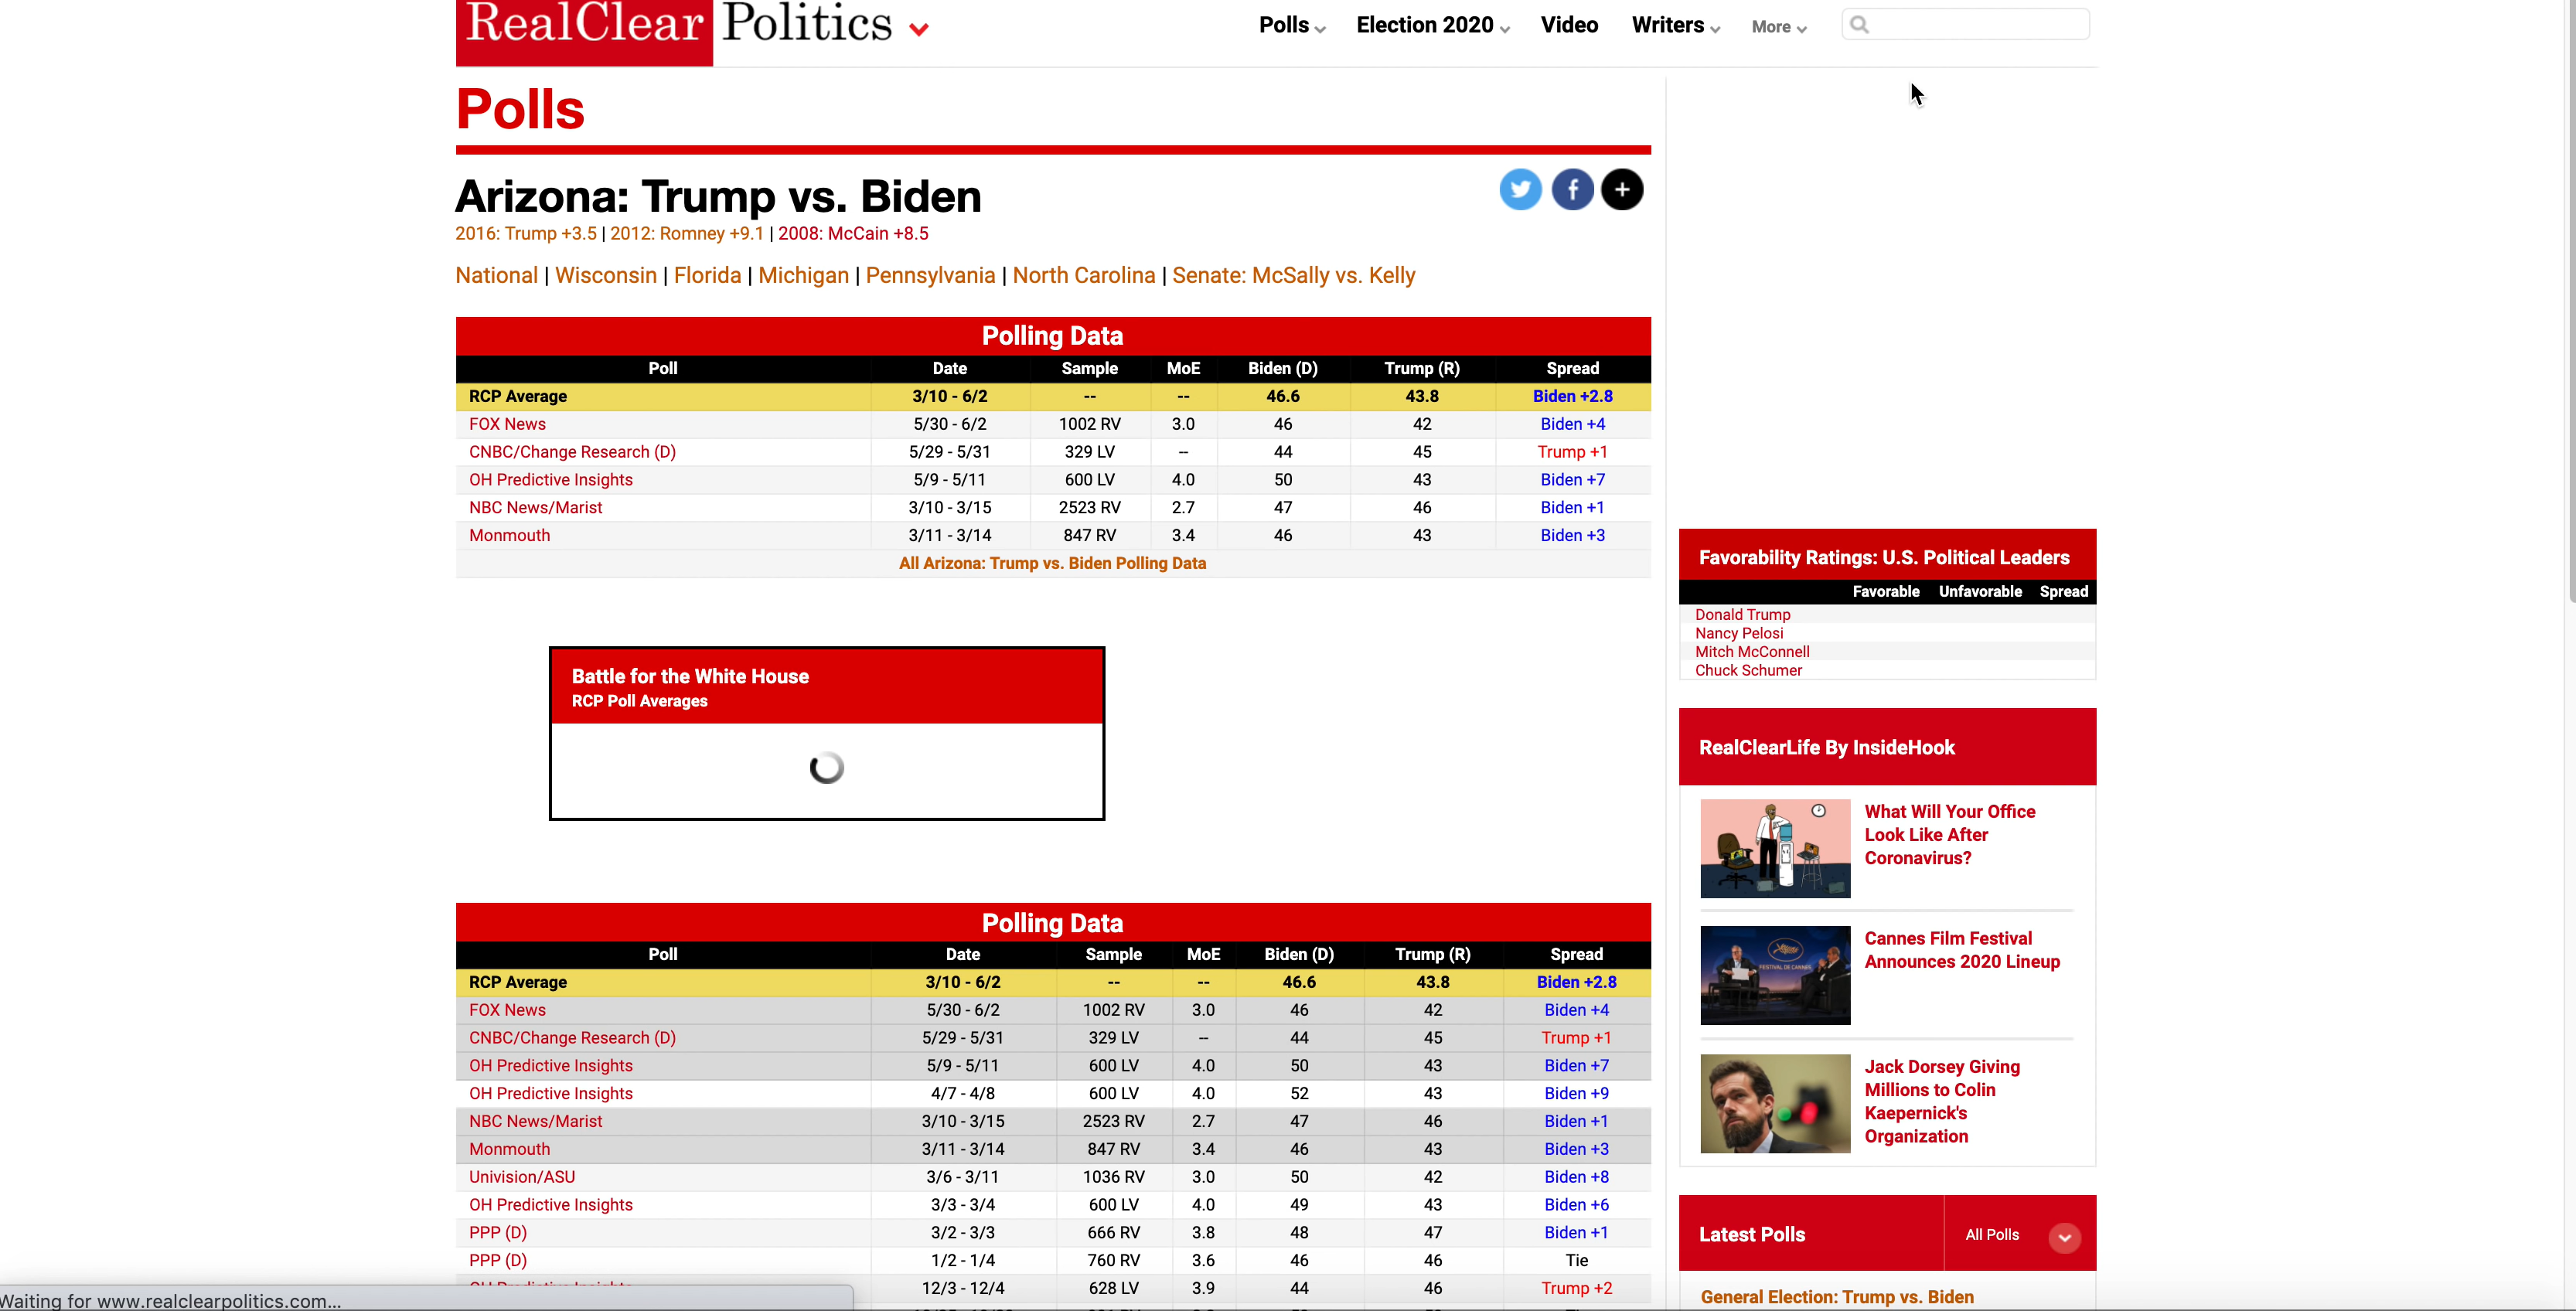 RealClear Politics
Polls Election 2020 Video Writers More
Polls
Arizona: Trump vs. Biden
2016: Trump +3.5 | 2012: Romney +9.1 | 2008: McCain +8.5
National | Wisconsin | Florida | Michigan | Pennsylvania | North Carolina | Senate: McSally vs. Kelly
Polling Data
Poll Date Sample MoE Biden (D) Trump (R) Spread
RCP Average 3/10 - 6/2 -- -- 46.6 43.8 Biden +2.8
FOX News 5/30 - 6/2 1002 RV 3.0 46 42 Biden +4
CNBC/Change Research (D) 5/29 - 5/31 329 LV -- 44 45 Trump +1
OH Predictive Insights 5/9 - 5/11 600 LV 4.0 50 43 Biden +7
NBC News/Marist 3/10 - 3/15 2523 RV 2.7 47 46 Biden +1
Monmouth 3/11 - 3/14 847 RV 3.4 46 43 Biden +3
All Arizona: Trump vs. Biden Polling Data
Battle for the White House
RCP Poll Averages
Polling Data
Poll Date Sample MoE Biden (D) Trump (R) Spread
RCP Average 3/10 - 6/2 -- -- 46.6 43.8 Biden +2.8
FOX News 5/30 - 6/2 1002 RV 3.0 46 42 Biden +4
CNBC/Change Research (D) 5/29 - 5/31 329 LV -- 44 45 Trump +1
OH Predictive Insights 5/9 - 5/11 600 LV 4.0 50 43 Biden +7
OH Predictive Insights 4/7 - 4/8 600 LV 4.0 52 43 Biden +9
NBC News/Marist 3/10 - 3/15 2523 RV 2.7 47 46 Biden +1
Monmouth 3/11 - 3/14 847 RV 3.4 46 43 Biden +3
Univision/ASU 3/6 - 3/11 1036 RV 3.0 50 42 Biden +8
OH Predictive Insights 3/3 - 3/4 600 LV 4.0 49 43 Biden +6
PPP (D) 3/2 - 3/3 666 RV 3.8 48 47 Biden +1
PPP (D) 1/2 - 1/4 760 RV 3.6 46 46 Tie
OH Predictive Insights 12/3 - 12/4 628 LV 3.9 44 46 Trump +2
Waiting for www.realclearpolitics.com...
Favorability Ratings: U.S. Political Leaders
Favorable Unfavorable Spread
Donald Trump
Nancy Pelosi
Mitch McConnell
Chuck Schumer
RealClearLife By InsideHook
What Will Your Office
Look Like After
Coronavirus?
FESTIVAL DE CANNES
Cannes Film Festival
Announces 2020 Lineup
Jack Dorsey Giving
Millions to Colin
Kaepernick's
Organization
Latest Polls All Polls
General Election: Trump vs. Biden